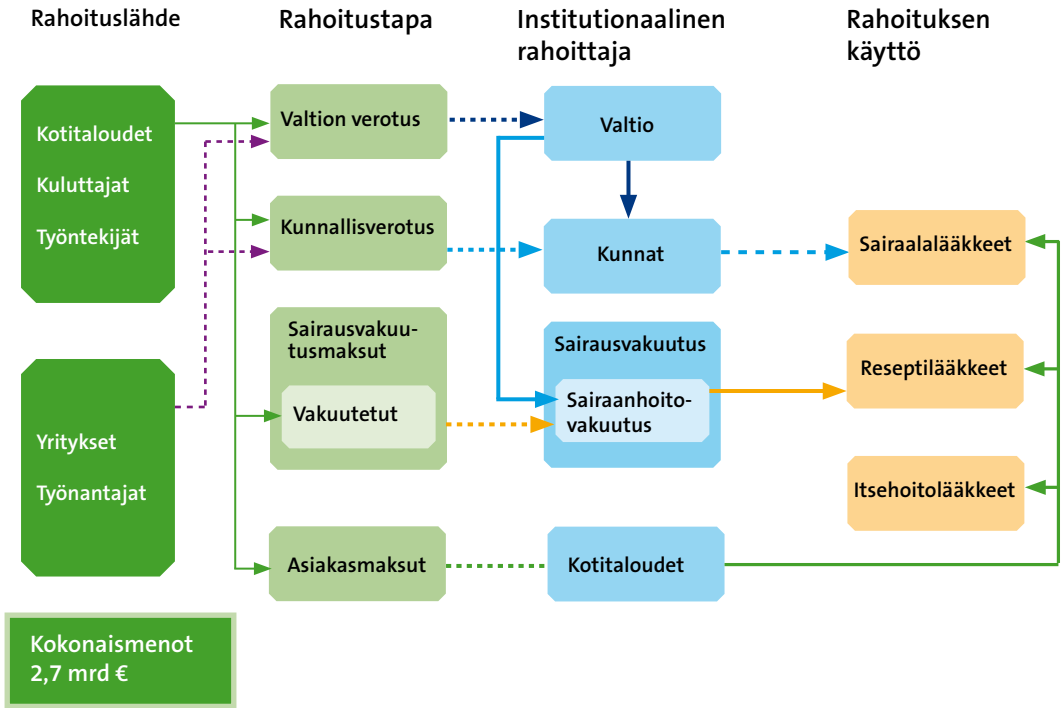 Rahoituslähde
Rahoitustapa
Institutionaalinen
rahoittaja
Rahoituksen
käyttö
Kotitaloudet
Kuluttajat
Työntekijät
Yritykset
Työnantajat
Valtion verotus
Kunnallisverotus
Sairausvakuu-
tusmaksut
Vakuutetut
Asiakasmaksut
Valtio
Kunnat
Sairausvakuutus
Sairaanhoito-
vakuutus
Kotitaloudet
Sairaalalääkkeet
Reseptilääkkeet
Itsehoitolääkkeet
Kokonaismenot
2,7 mrd €